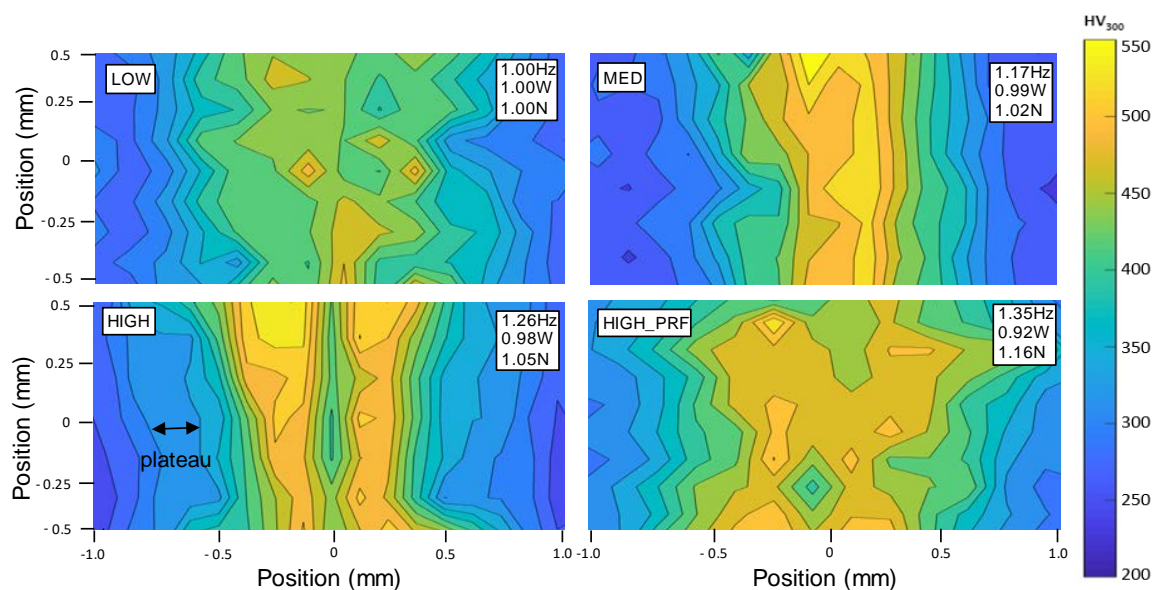 HV300
0.5
0.25
0
-0.25
-0.5
Position (mm)
LOW
1.00Hz
1.00W
1.00N
MED
1.17Hz
0.99W
1.02N
0.5
0.25
0
-0.25
-0.5
Position (mm)
HIGH
1.26Hz
0.98W
1.05N
plateau
HIGH_PRF
1.35Hz
0.92W
1.16N
-1.0
-0.5
0
0.5
1.0
Position (mm)
-1.0
-0.5
0
0.5
1.0
Position (mm)
550
500
450
400
350
300
250
200